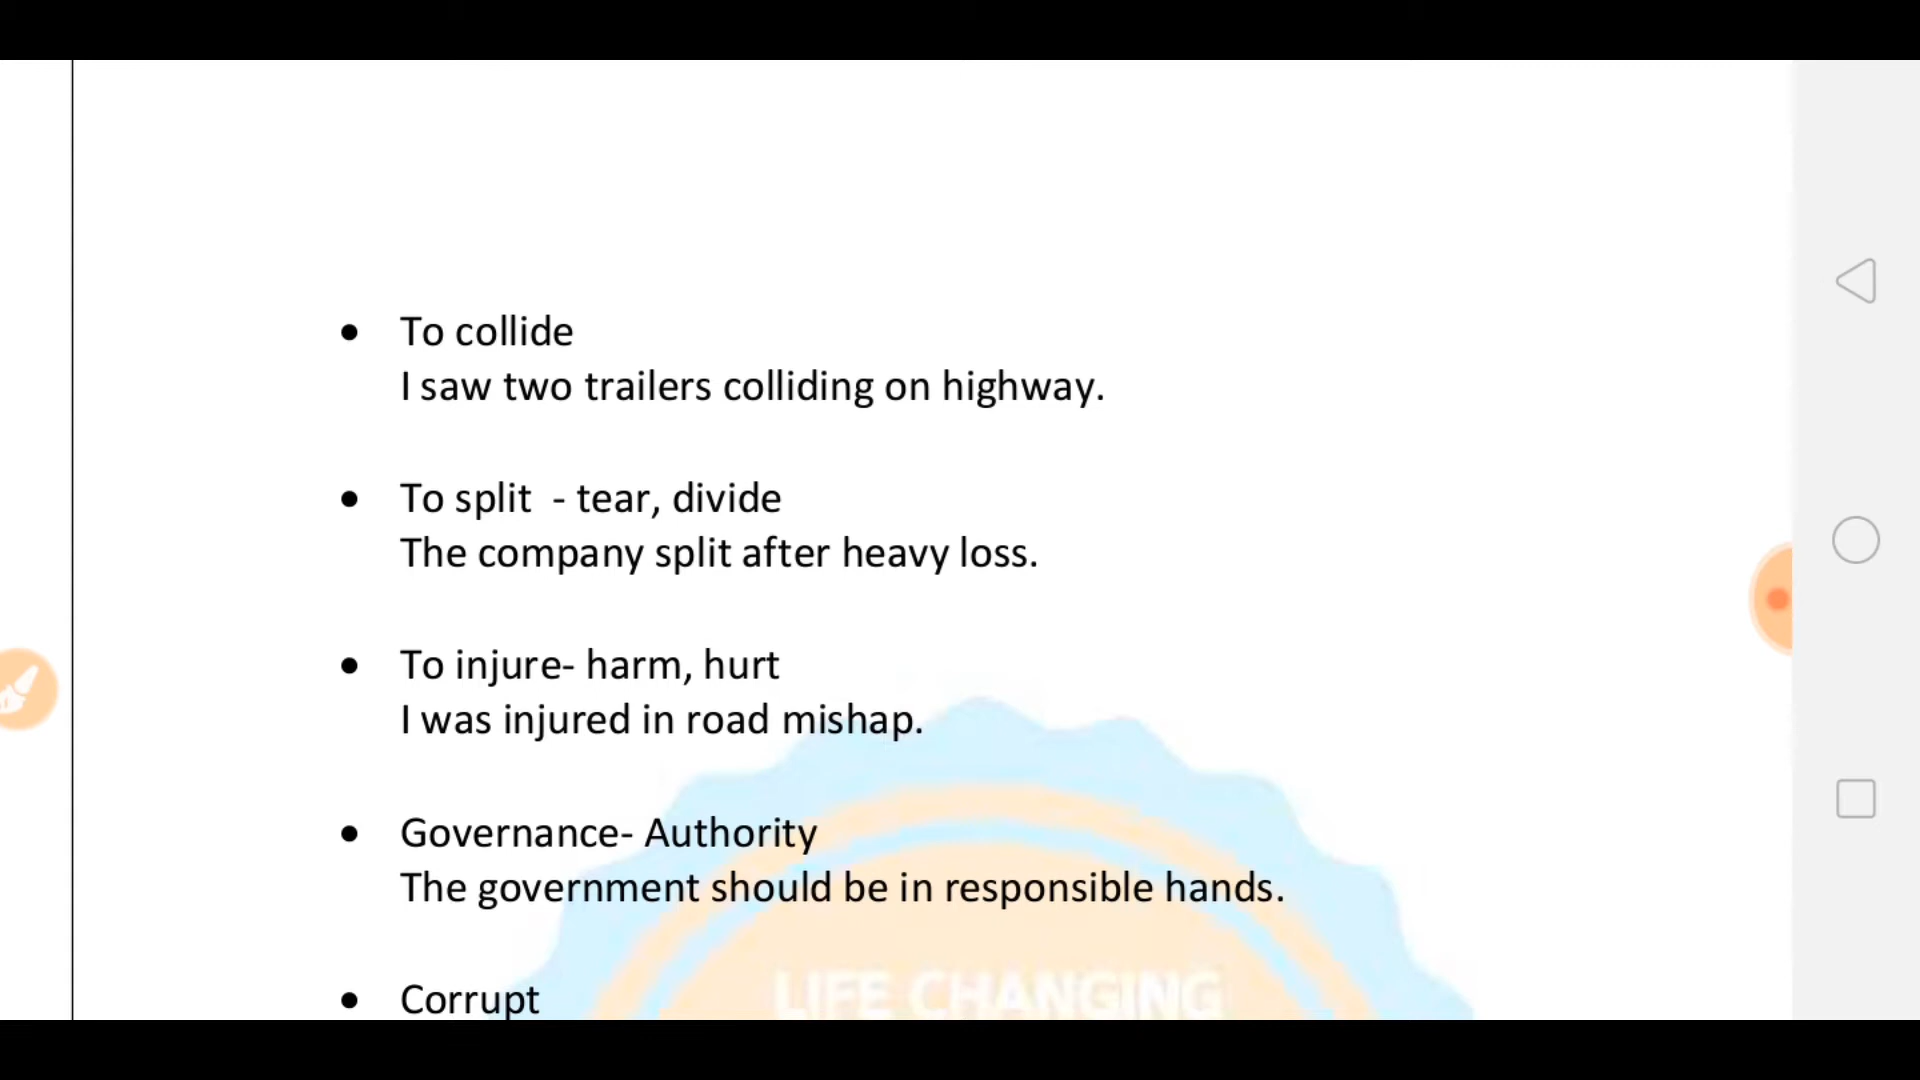 • To collide
I saw two trailers colliding on highway.
• To split - tear, divide
The company split after heavy loss.
• To injure- harm, hurt
I was injured in road mishap.
• Governance- Authority
The government should be in responsible hands.
LIFE CHANGING
• Corrupt